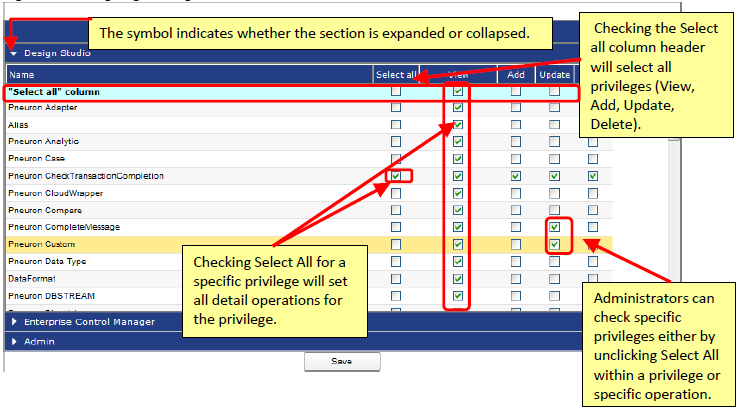 The symbol indicates whether the section is expanded or collapsed.
Checking the Select
all column header
will select all
privileges (View,
Add, Update,
Delete).
Design Studio
Name Select all View Add Update
"Select all" column
Pneuron Adapter
Alias
Pneuron Analytic
Pneuron Case
Pneuron CheckTransactionCompletion
Pneuron CloudWrapper
Pneuron Compare
Pneuron CompleteMessage
Pneuron Custom
Pneuron Data Type
DataFormat
Pneuron DBSTREAM
Checking Select All for a
specific privilege will set
all detail operations for
the privilege.
Administrators can
check specific
privileges either by
unclicking Select All
within a privilege or
specific operation.
Enterprise Control Manager
Admin
Save